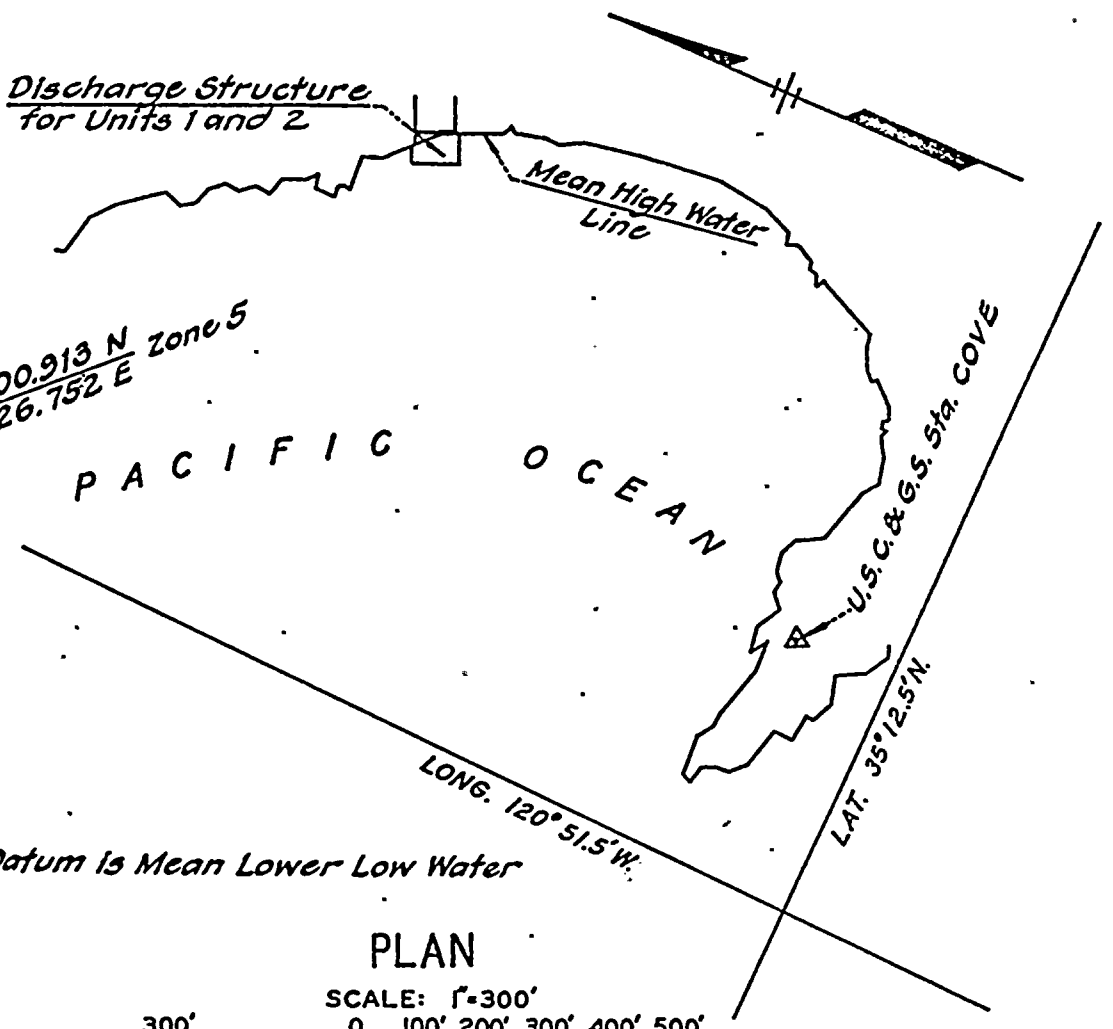 Discharge Structure
for Units 1 and 2
Mean High Water
Line
00.913 N
26.752 E
Zone 5
PACIFIC OCEAN
U.S.C. & G.S. Sta. COVE
LONG. 120° 51.5' W.
LAT. 35° 12.5' N.
Datum is Mean Lower Low Water
PLAN
SCALE: 1"=300'
300' 0 100' 200' 300' 400' 500'